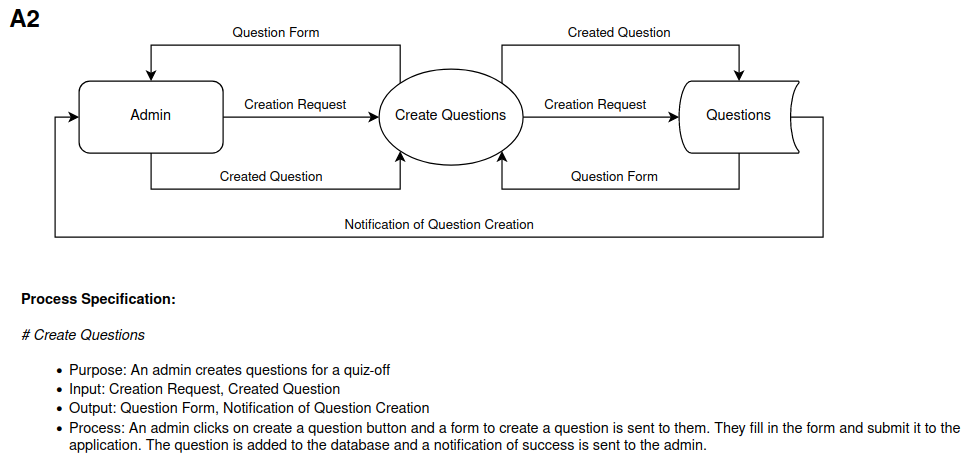 A2
Question Form
Created Question
Admin
Creation Request
Create Questions
Creation Request
Questions
Created Question
Question Form
Notification of Question Creation
Process Specification:
# Create Questions
• Purpose: An admin creates questions for a quiz-off
• Input: Creation Request, Created Question
• Output: Question Form, Notification of Question Creation
• Process: An admin clicks on create a question button and a form to create a question is sent to them. They fill in the form and submit it to the
application. The question is added to the database and a notification of success is sent to the admin.